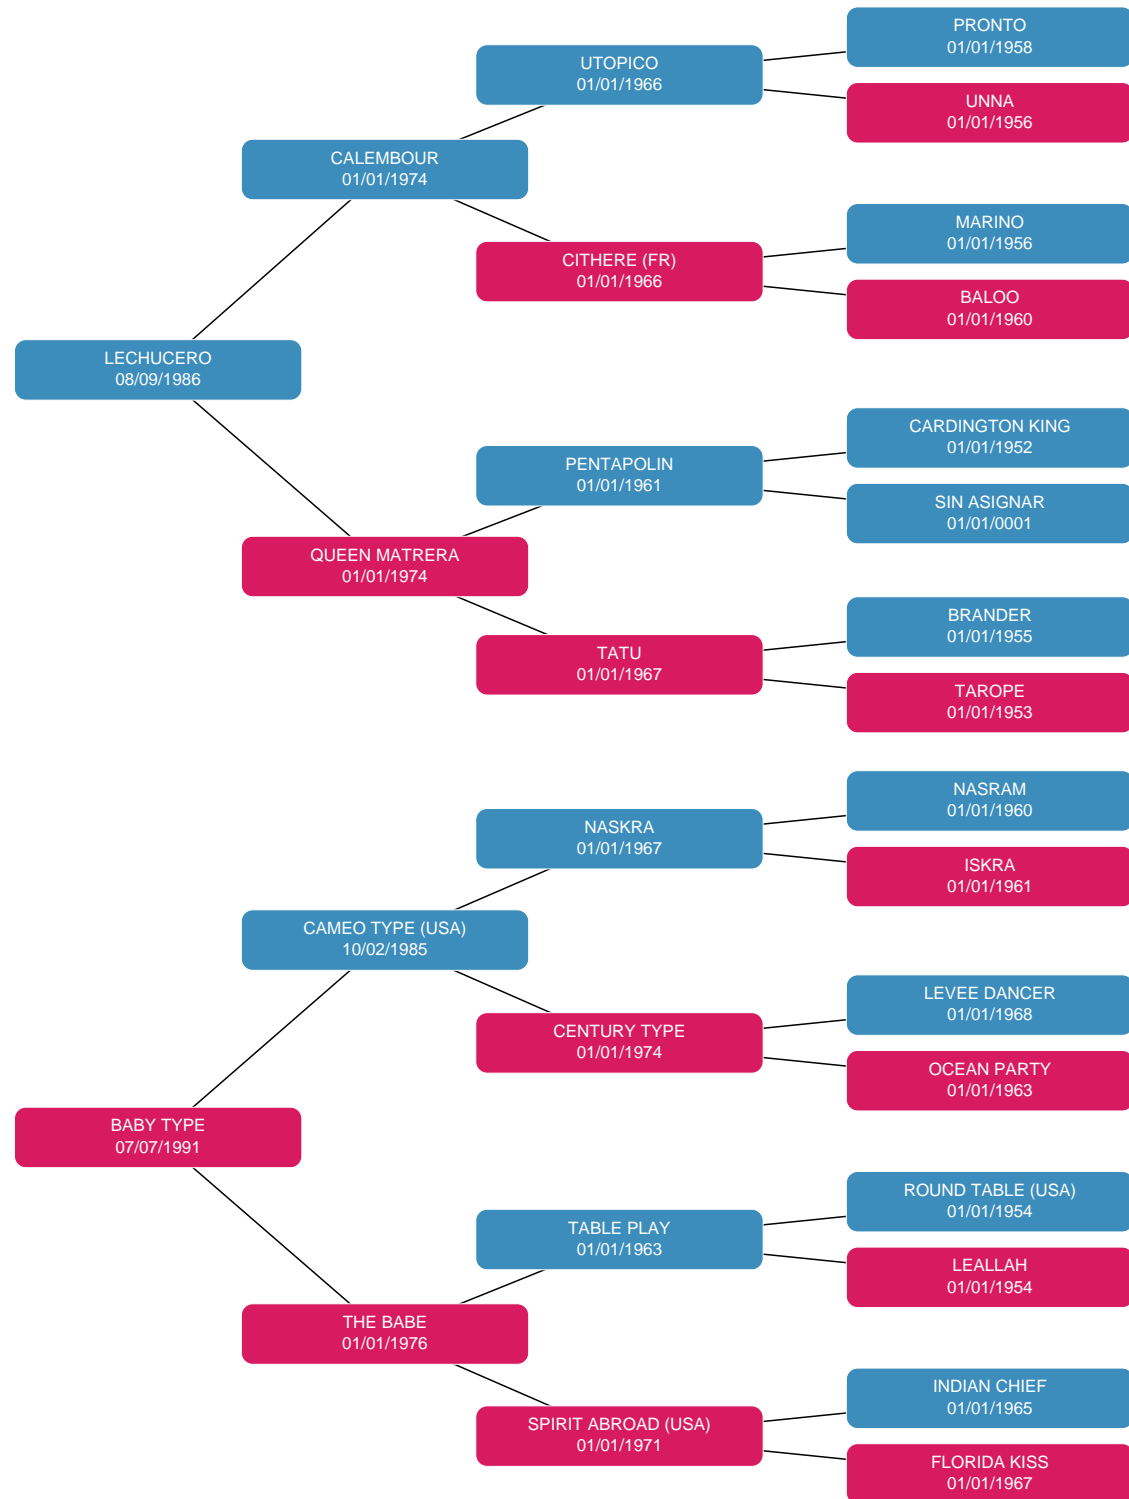 PRONTO
01/01/1958
UTOPICO
01/01/1966
UNNA
01/01/1956
CALEMBOUR
01/01/1974
MARINO
01/01/1956
CITHERE (FR)
01/01/1966
BALOO
01/01/1960
LECHUCERO
08/09/1986
CARDINGTON KING
01/01/1952
PENTAPOLIN
01/01/1961
SIN ASIGNAR
01/01/0001
QUEEN MATRERA
01/01/1974
BRANDER
01/01/1955
TATU
01/01/1967
TAROPE
01/01/1953
NASRAM
01/01/1960
NASKRA
01/01/1967
ISKRA
01/01/1961
CAMEO TYPE (USA)
10/02/1985
LEVEE DANCER
01/01/1968
CENTURY TYPE
01/01/1974
OCEAN PARTY
01/01/1963
BABY TYPE
07/07/1991
ROUND TABLE (USA)
01/01/1954
TABLE PLAY
01/01/1963
LEALLAH
01/01/1954
THE BABE
01/01/1976
INDIAN CHIEF
01/01/1965
SPIRIT ABROAD (USA)
01/01/1971
FLORIDA KISS
01/01/1967